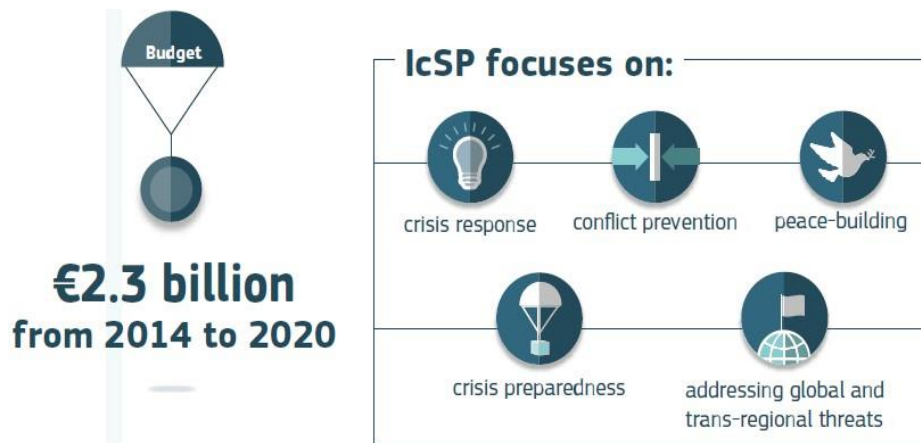 Budget
€2.3 billion
from 2014 to 2020
IcSP focuses on:
crisis response
conflict prevention
peace-building
crisis preparedness
addressing global and
trans-regional threats